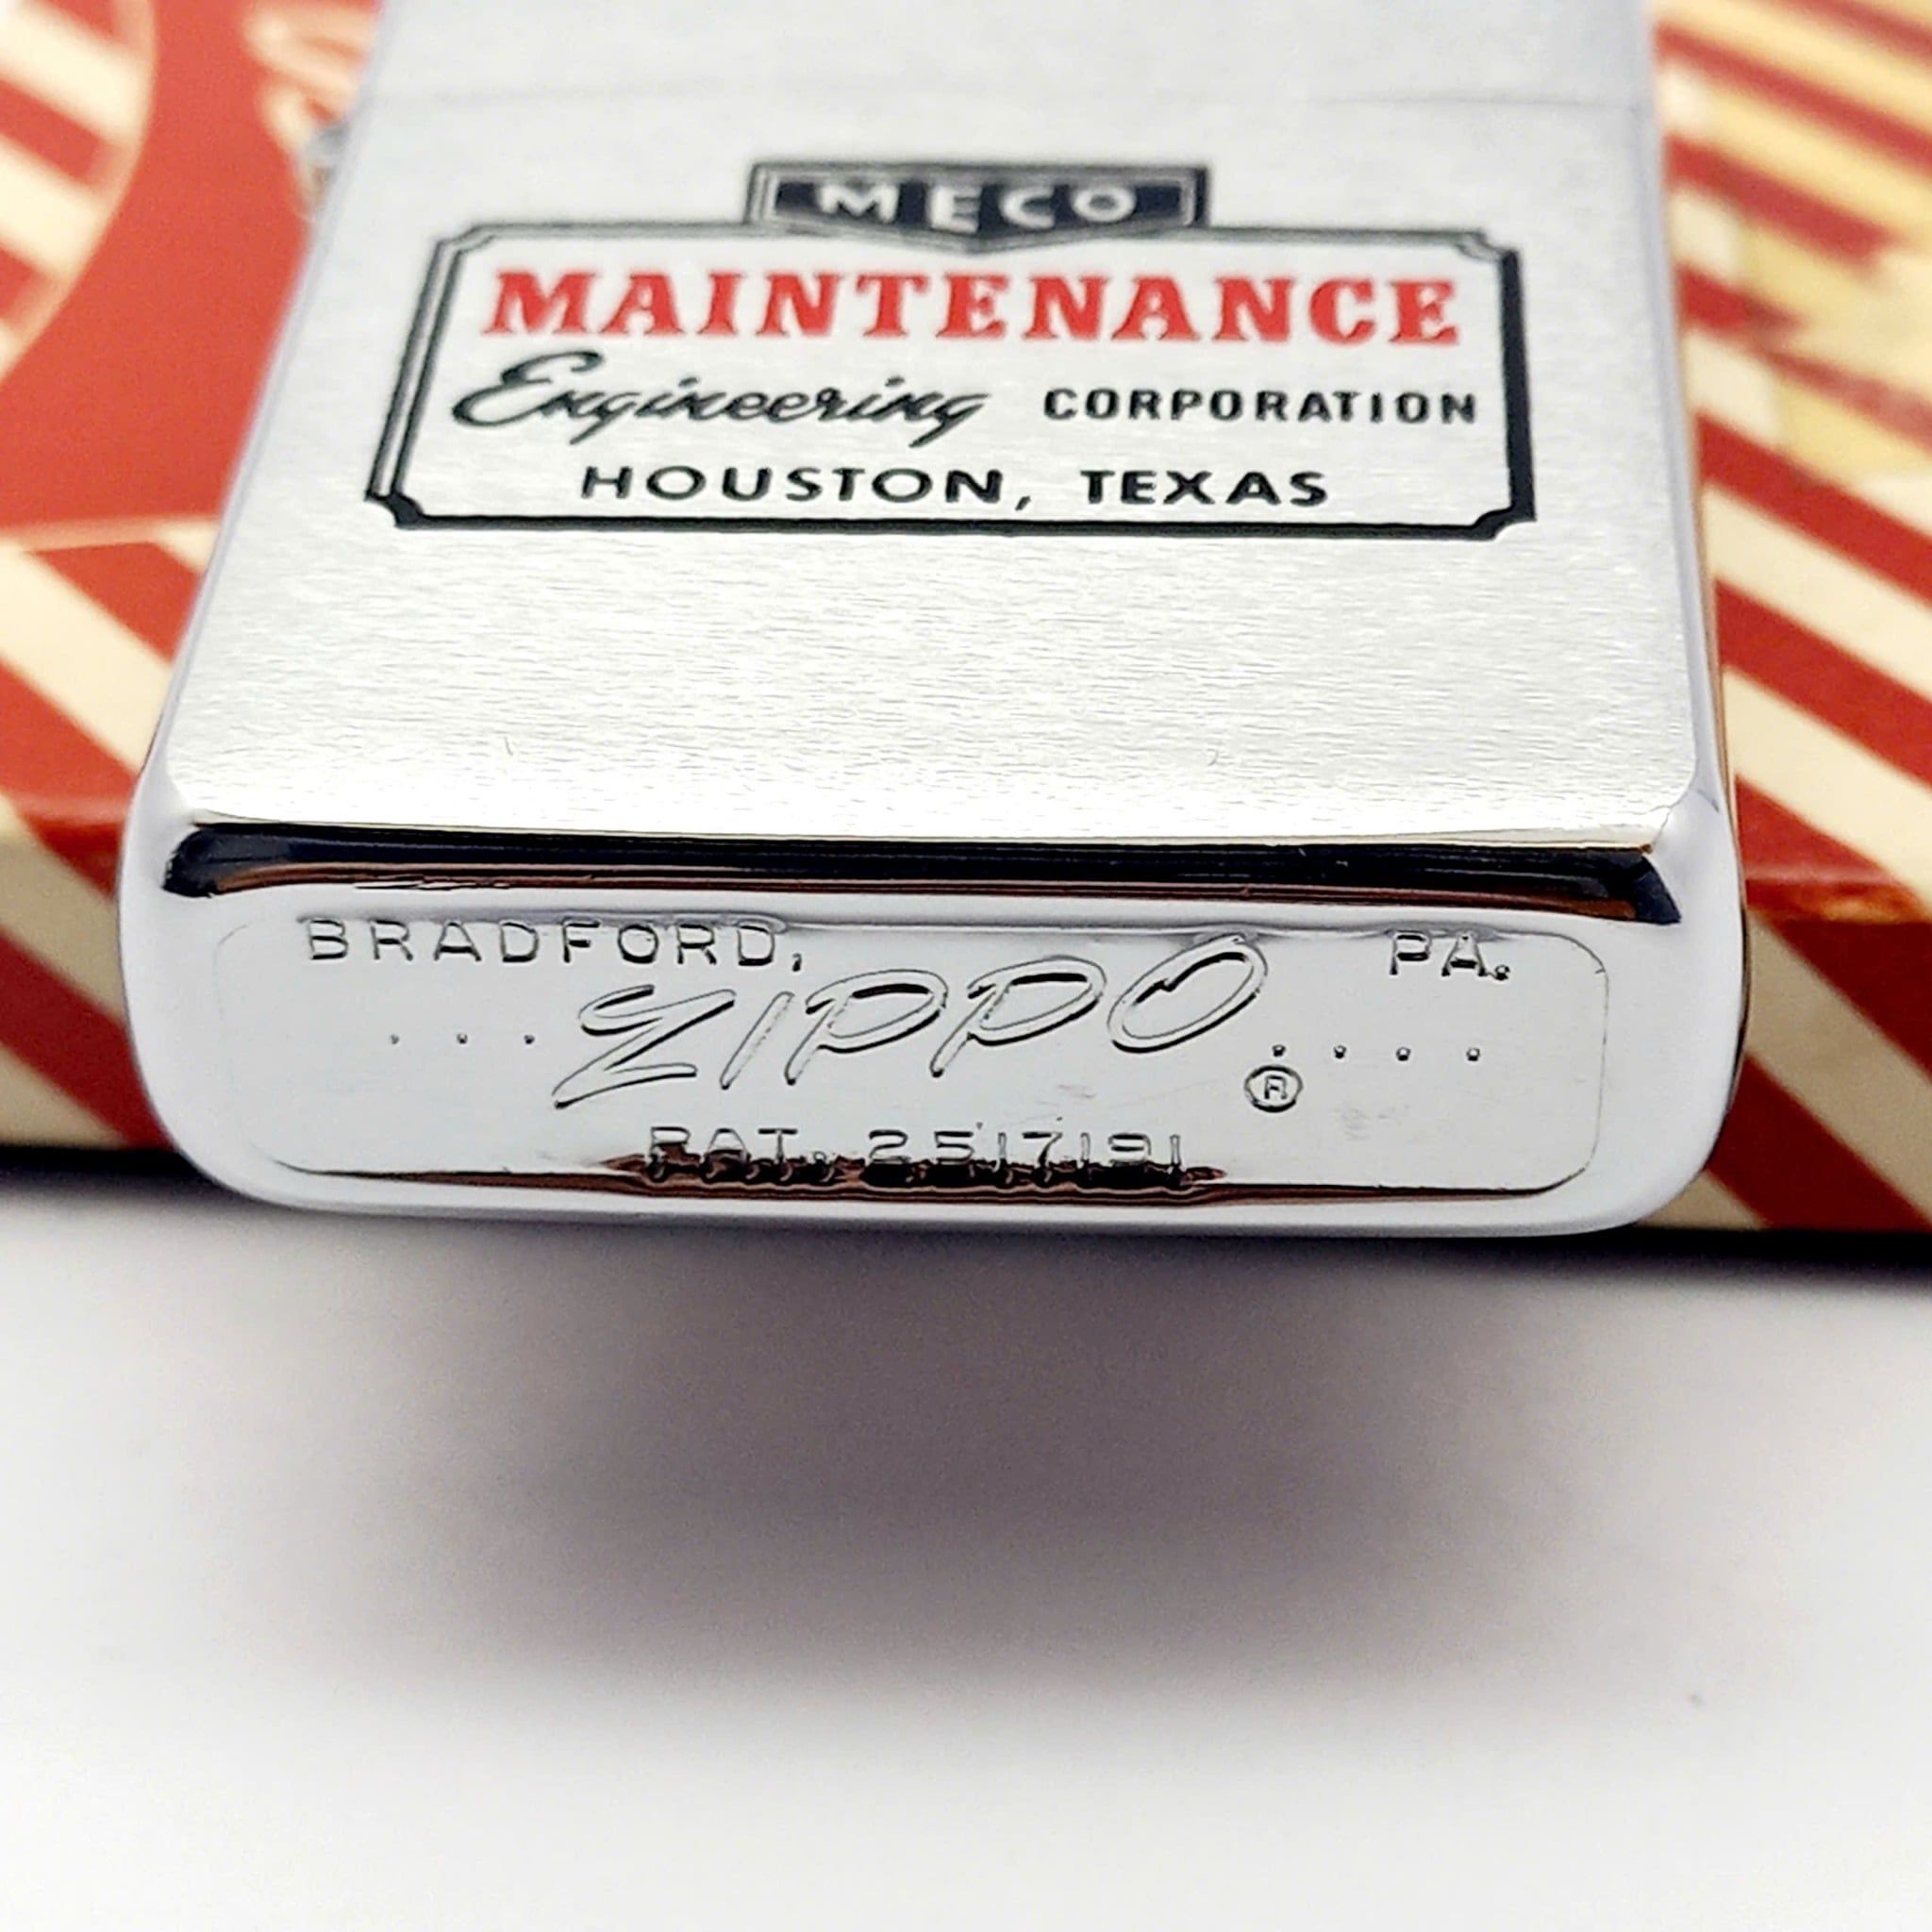 MECO
MAINTENANCE
Engineering CORPORATION
HOUSTON, TEXAS
BRADFORD, PA.
... ZIPPO ® ....
PAT. 2517191